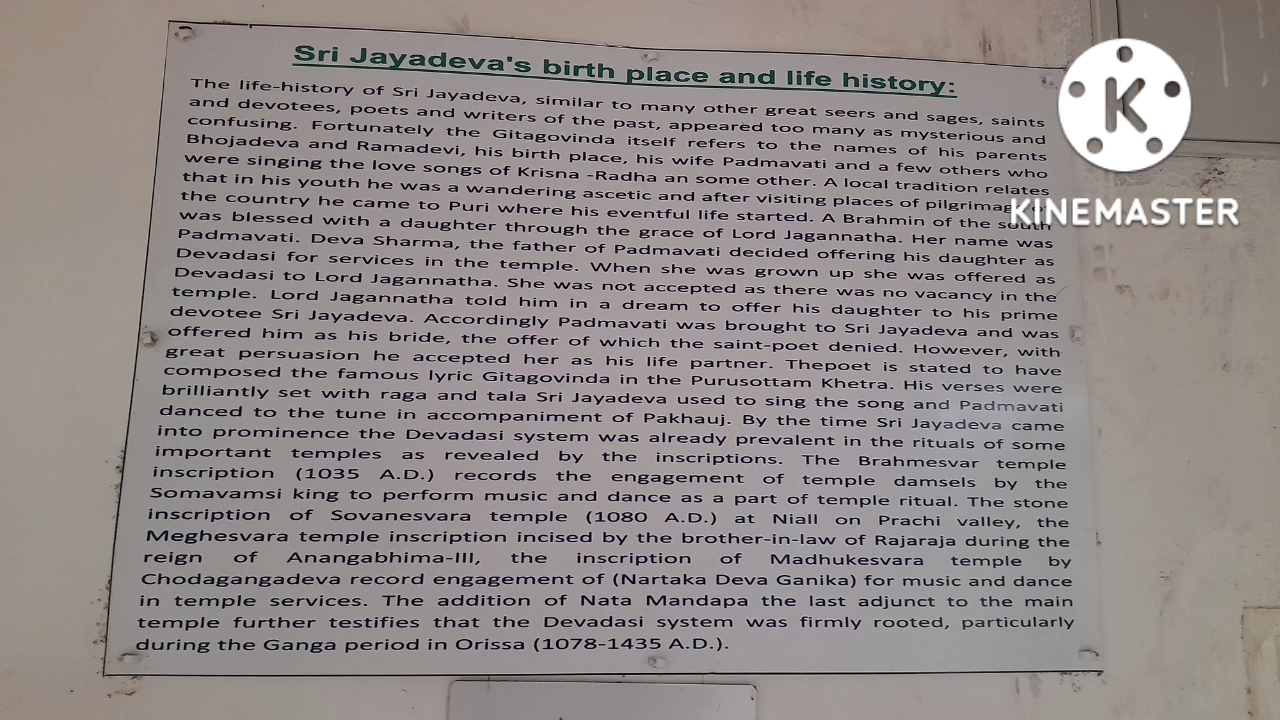 Sri Jayadeva's birth place and life history:
The life-history of Sri Jayadeva, similar to many other great seers and sages, saints
and devotees, poets and writers of the past, appeared too many as mysterious and
confusing. Fortunately the Gitagovinda itself refers to the names of his parents
Bhojadeva and Ramadevi, his birth place, his wife Padmavati and a few others who
were singing the love songs of Krisna -Radha an some other. A local tradition relates
that in his youth he was a wandering ascetic and after visiting places of pilgrimage
the country he came to Puri where his eventful life started. A Brahmin of the south
was blessed with a daughter through the grace of Lord Jagannatha. Her name was
Padmavati. Deva Sharma, the father of Padmavati decided offering his daughter as
Devadasi for services in the temple. When she was grown up she was offered as
Devadasi to Lord Jagannatha. She was not accepted as there was no vacancy in the
temple. Lord Jagannatha told him in a dream to offer his daughter to his prime
devotee Sri Jayadeva. Accordingly Padmavati was brought to Sri Jayadeva and was
offered him as his bride, the offer of which the saint-poet denied. However, with
great persuasion he accepted her as his life partner. Thepoet is stated to have
composed the famous lyric Gitagovinda in the Purusottam Khetra. His verses were
brilliantly set with raga and tala Sri Jayadeva used to sing the song and Padmavati
danced to the tune in accompaniment of Pakhauj. By the time Sri Jayadeva came
into prominence the Devadasi system was already prevalent in the rituals of some
important temples as revealed by the inscriptions. The Brahmesvar temple
inscription (1035 A.D.) records the engagement of temple damsels by the
Somavamsi king to perform music and dance as a part of temple ritual. The stone
inscription of Sovanesvara temple (1080 A.D.) at Niall on Prachi valley, the
Meghesvara temple inscription incised by the brother-in-law of Rajaraja during the
reign of Anangabhima-III, the inscription of Madhukesvara temple by
Chodagangadeva record engagement of (Nartaka Deva Ganika) for music and dance
in temple services. The addition of Nata Mandapa the last adjunct to the main
temple further testifies that the Devadasi system was firmly rooted, particularly
during the Ganga period in Orissa (1078-1435 A.D.).
K
KINEMASTER